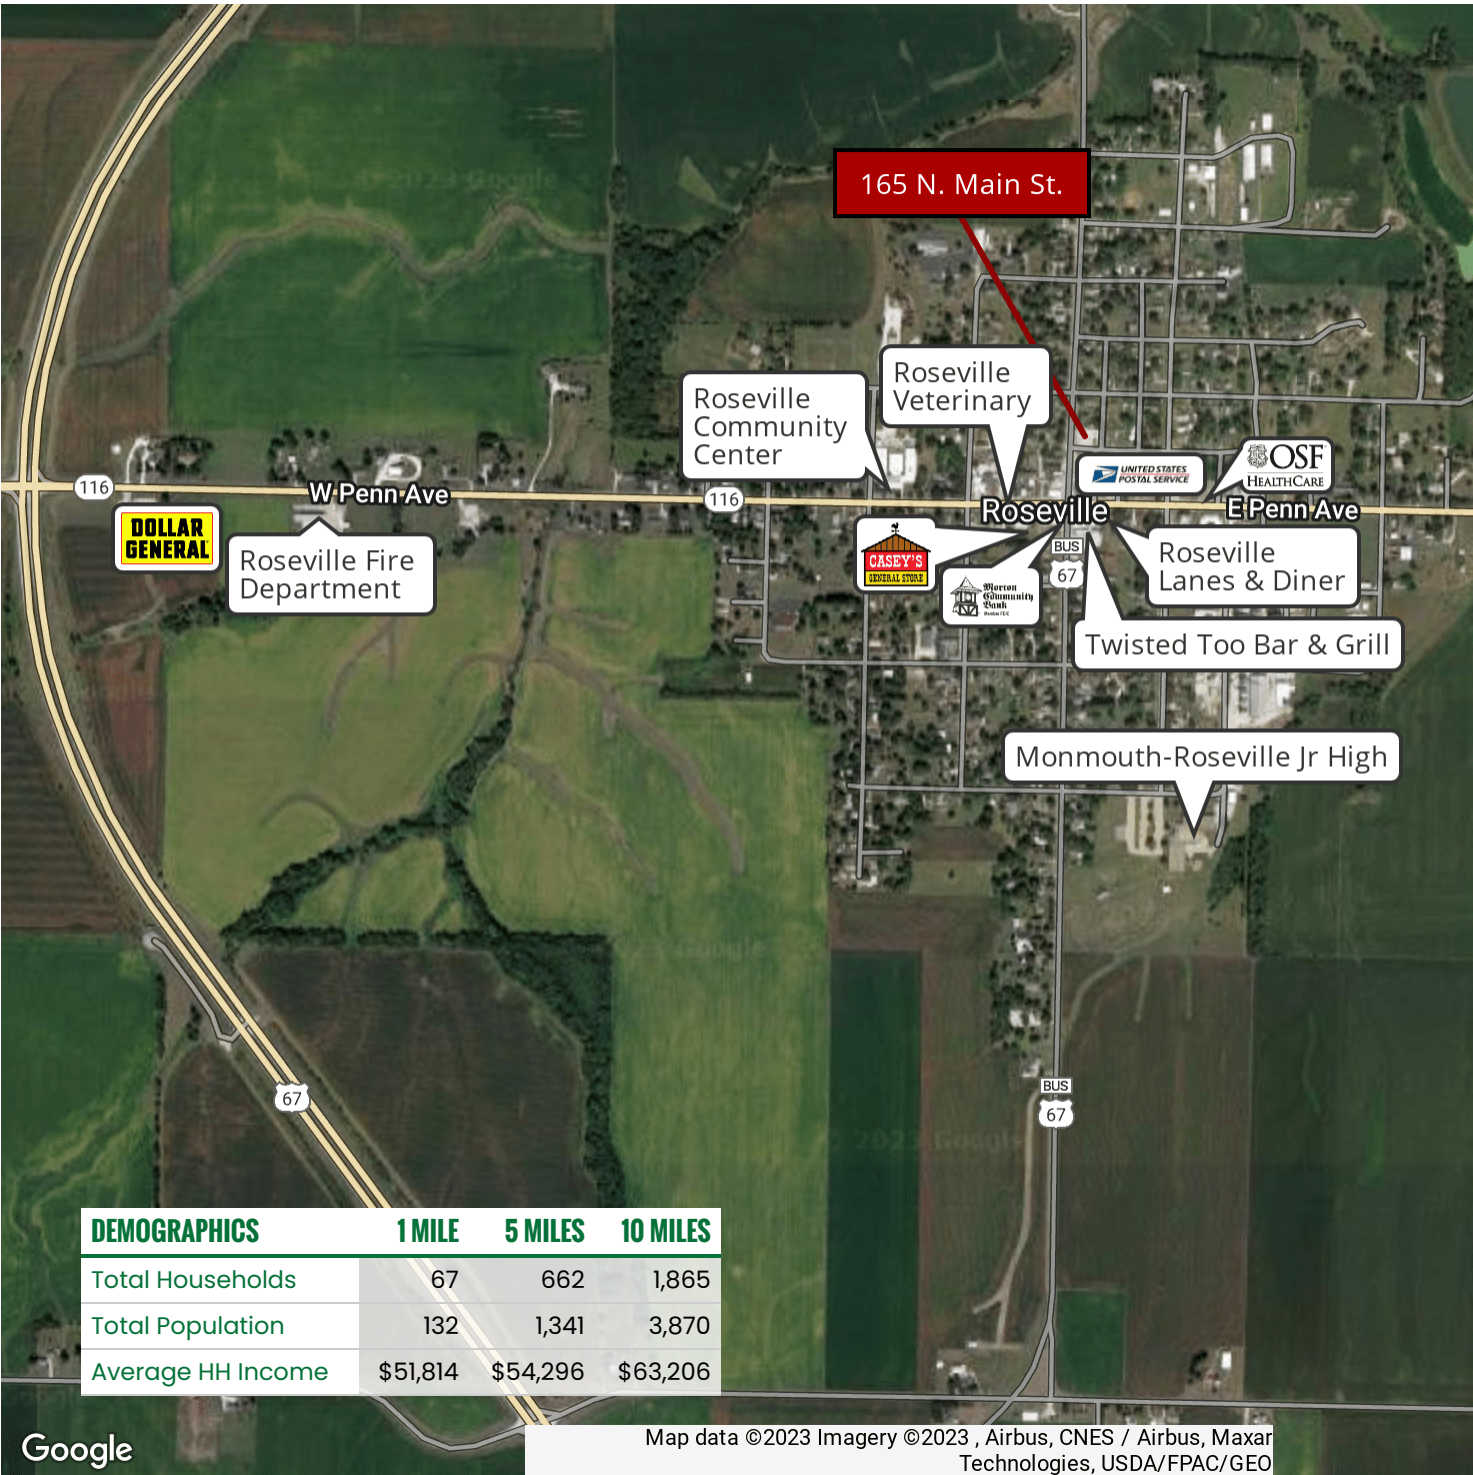 165 N. Main St.
Roseville
Veterinary
Roseville
Community
Center
OSF
HEALTHCARE
UNITED STATES
POSTAL SERVICE
116
W Penn Ave
116
Roseville
E Penn Ave
DOLLAR
GENERAL
Roseville Fire
Department
CASEY'S
GENERAL STORE
Morton
Community
Bank
Member FDIC
BUS
67
Roseville
Lanes & Diner
Twisted Too Bar & Grill
Monmouth-Roseville Jr High
67
BUS
67
DEMOGRAPHICS 1 MILE 5 MILES 10 MILES
Total Households 67 662 1,865
Total Population 132 1,341 3,870
Average HH Income $51,814 $54,296 $63,206
Google
Map data ©2023 Imagery ©2023 , Airbus, CNES / Airbus, Maxar
Technologies, USDA/FPAC/GEO